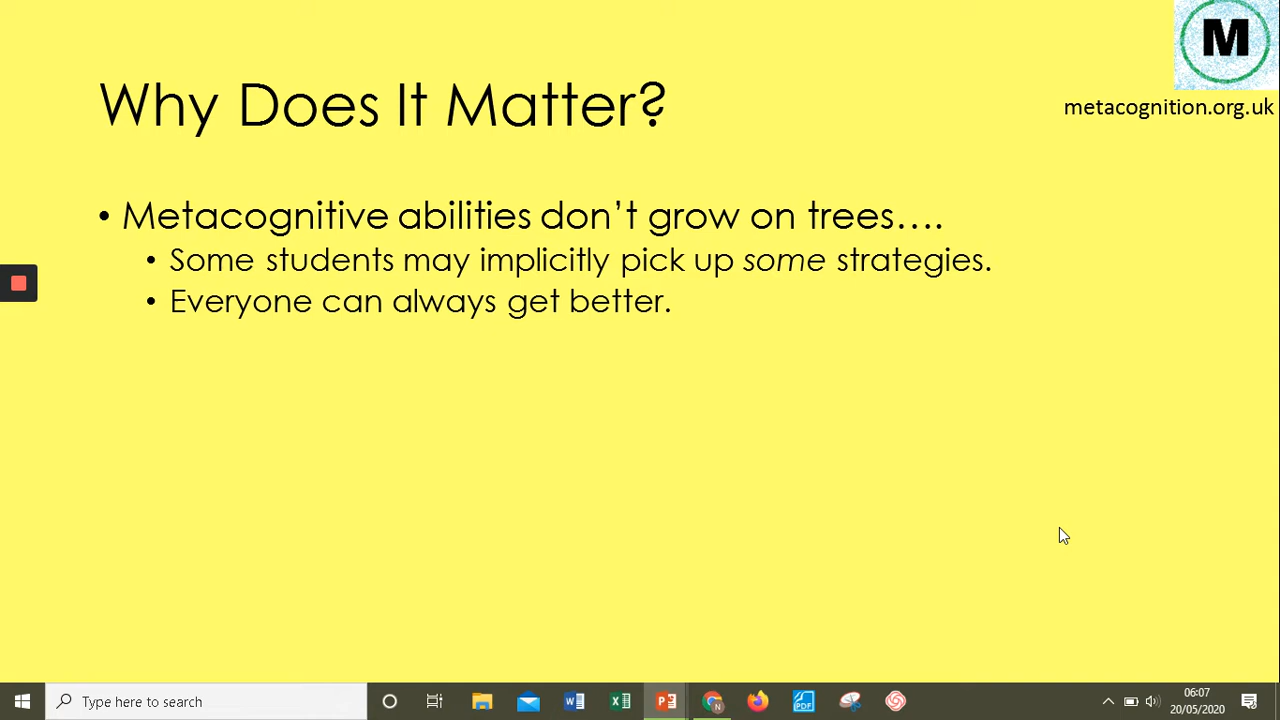 M
metacognition.org.uk
Why Does It Matter?
• Metacognitive abilities don’t grow on trees….
• Some students may implicitly pick up some strategies.
• Everyone can always get better.
Type here to search
06:07
20/05/2020